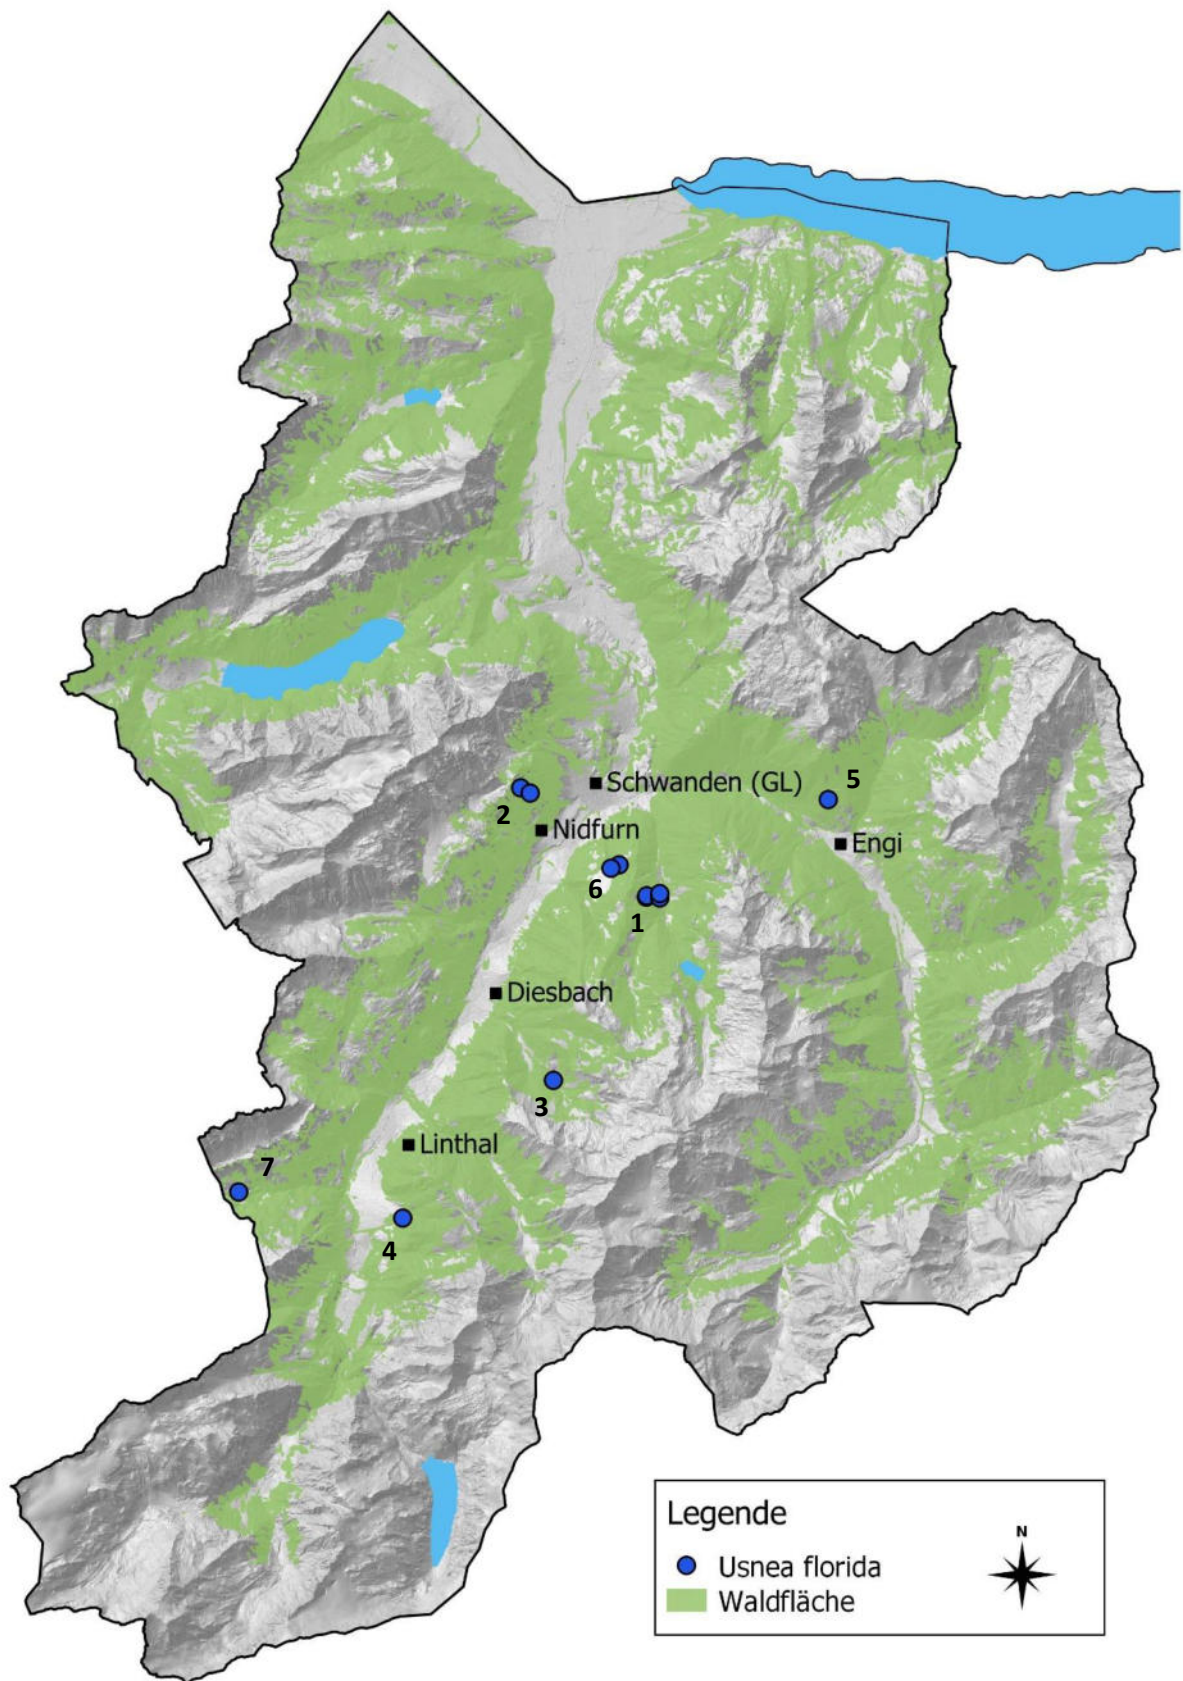 Schwanden (GL)
5
2
Nidfurn
Engi
6
1
Diesbach
3
Linthal
7
4
Legende
N
Usnea florida
Waldfläche